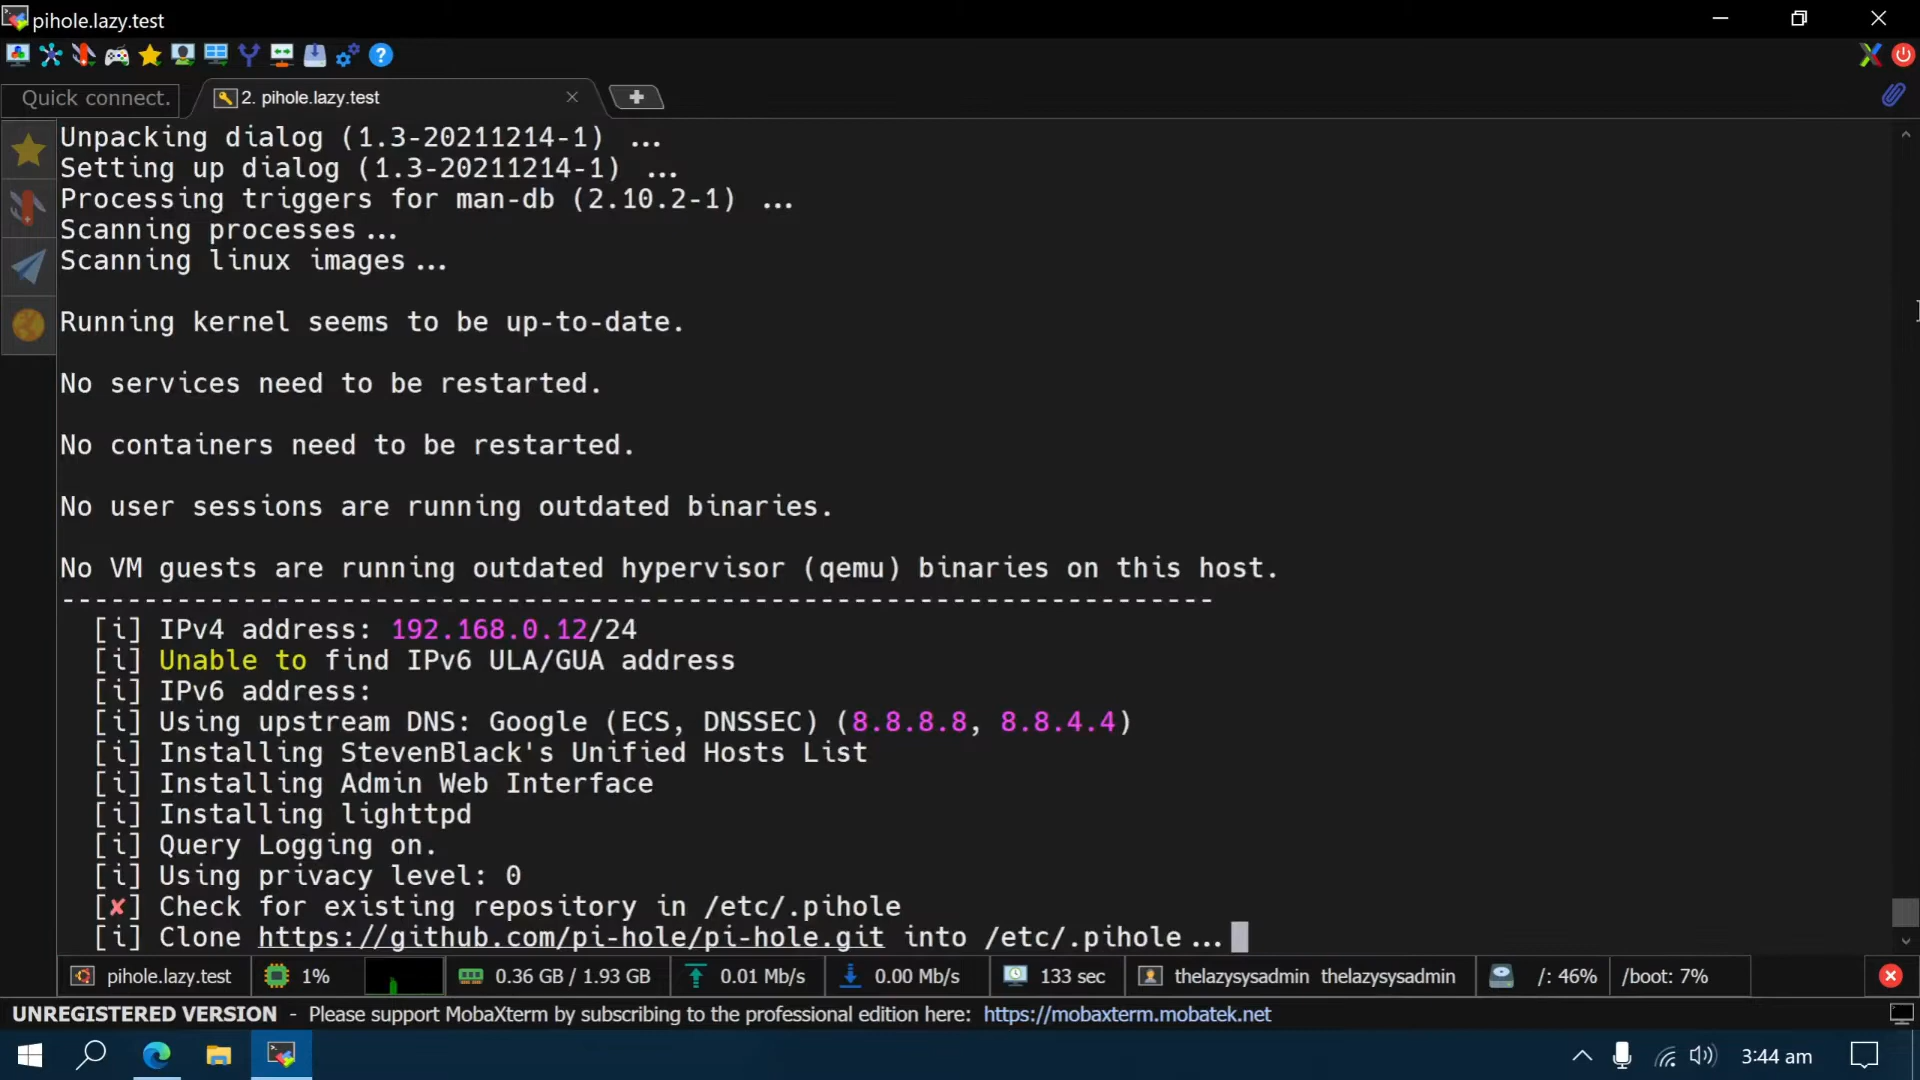 pihole.lazy.test
Quick connect.
2. pihole.lazy.test
Unpacking dialog (1.3-20211214-1) ...
Setting up dialog (1.3-20211214-1) ...
Processing triggers for man-db (2.10.2-1) ...
Scanning processes...
Scanning linux images...
Running kernel seems to be up-to-date.
No services need to be restarted.
No containers need to be restarted.
No user sessions are running outdated binaries.
No VM guests are running outdated hypervisor (qemu) binaries on this host.
----------------------------------------------------------------------
[i] IPv4 address: 192.168.0.12/24
[i] Unable to find IPv6 ULA/GUA address
[i] IPv6 address:
[i] Using upstream DNS: Google (ECS, DNSSEC) (8.8.8.8, 8.8.4.4)
[i] Installing StevenBlack's Unified Hosts List
[i] Installing Admin Web Interface
[i] Installing lighttpd
[i] Query Logging on.
[i] Using privacy level: 0
[✘] Check for existing repository in /etc/.pihole
[i] Clone https://github.com/pi-hole/pi-hole.git into /etc/.pihole...
pihole.lazy.test 1% 0.36 GB / 1.93 GB 0.01 Mb/s 0.00 Mb/s 133 sec thelazysysadmin thelazysysadmin /: 46% /boot: 7%
UNREGISTERED VERSION - Please support MobaXterm by subscribing to the professional edition here: https://mobaxterm.mobatek.net
3:44 am